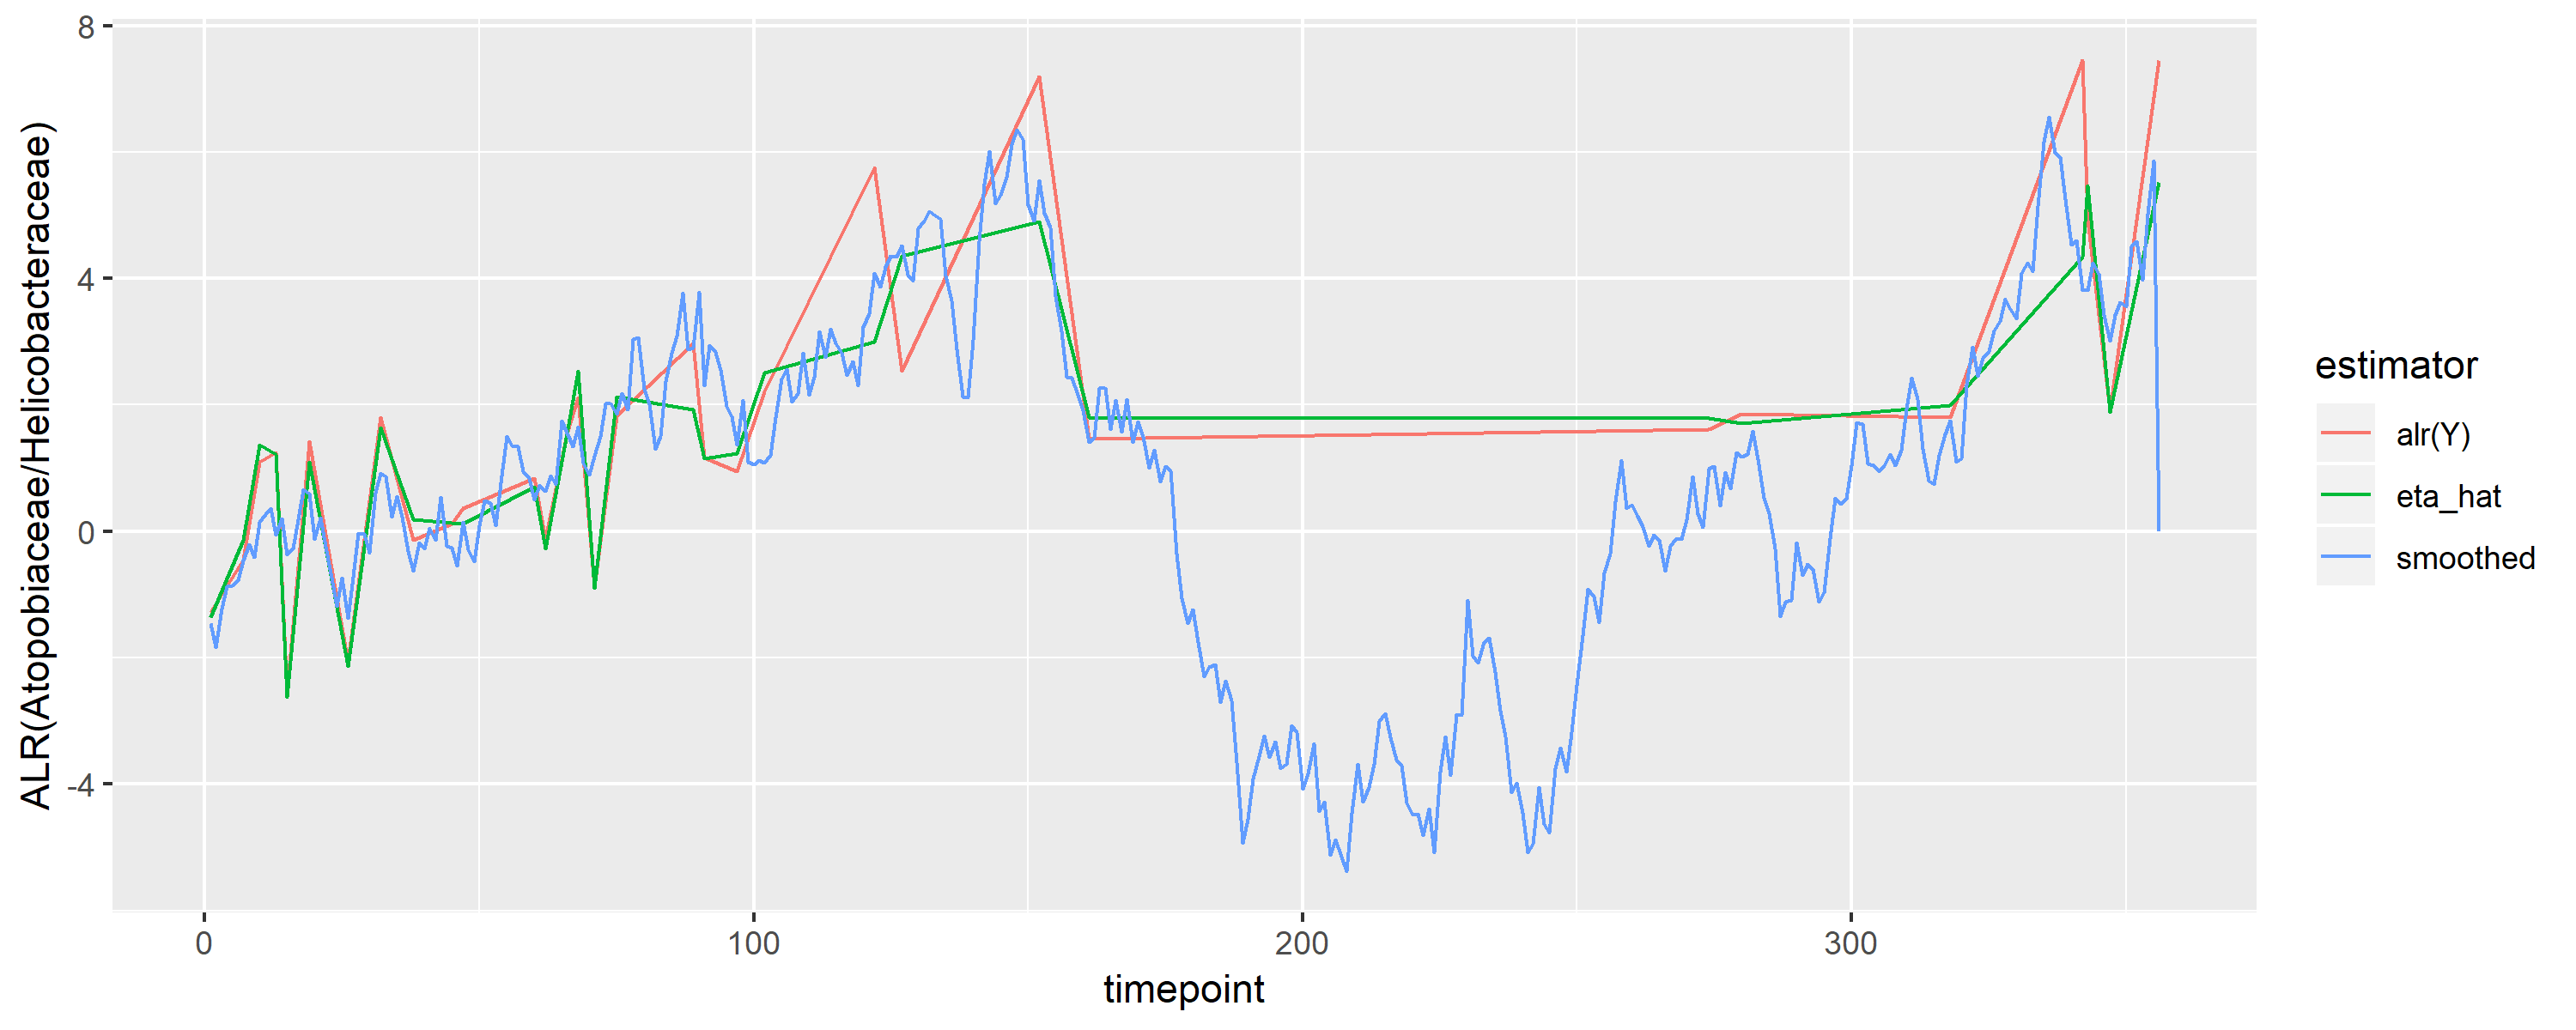 ALR(Atopobiaceae/Helicobacteraceae)
8
4
0
-4
0 100 200 300
timepoint
estimator
alr(Y)
eta_hat
smoothed